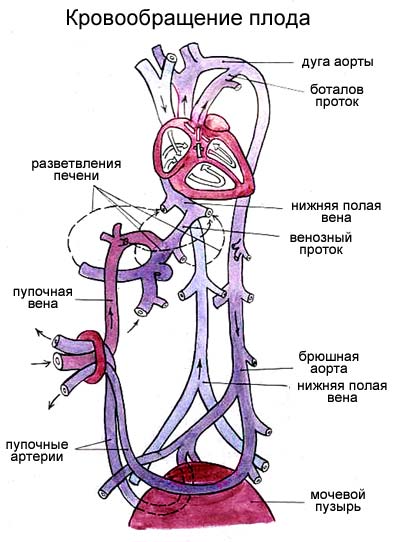 Кровообращение плода
дуга аорты
боталов
проток
разветвления
печени
нижняя полая
вена
венозный
проток
пупочная
вена
брюшная
аорта
нижняя полая
вена
пупочные
артерии
мочевой
пузырь